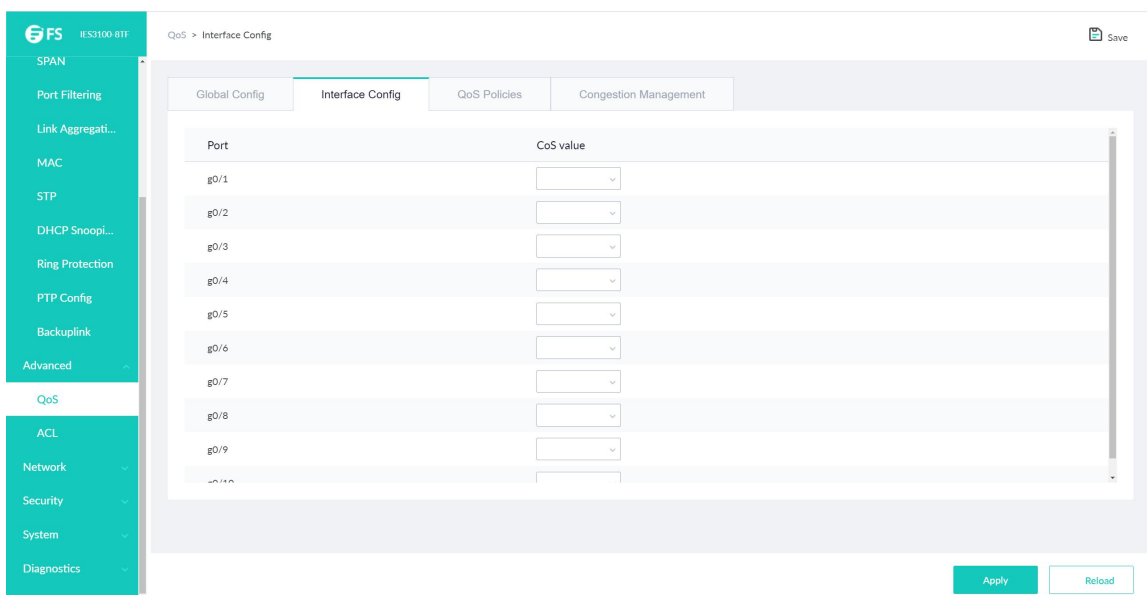 FS IES3100-8TF
QoS > Interface Config
Save
SPAN
Port Filtering
Link Aggregati...
MAC
STP
DHCP Snoopi...
Ring Protection
PTP Config
Backuplink
Advanced
QoS
ACL
Network
Security
System
Diagnostics
Global Config Interface Config QoS Policies Congestion Management
Port CoS value
g0/1
g0/2
g0/3
g0/4
g0/5
g0/6
g0/7
g0/8
g0/9
g0/10
Apply Reload